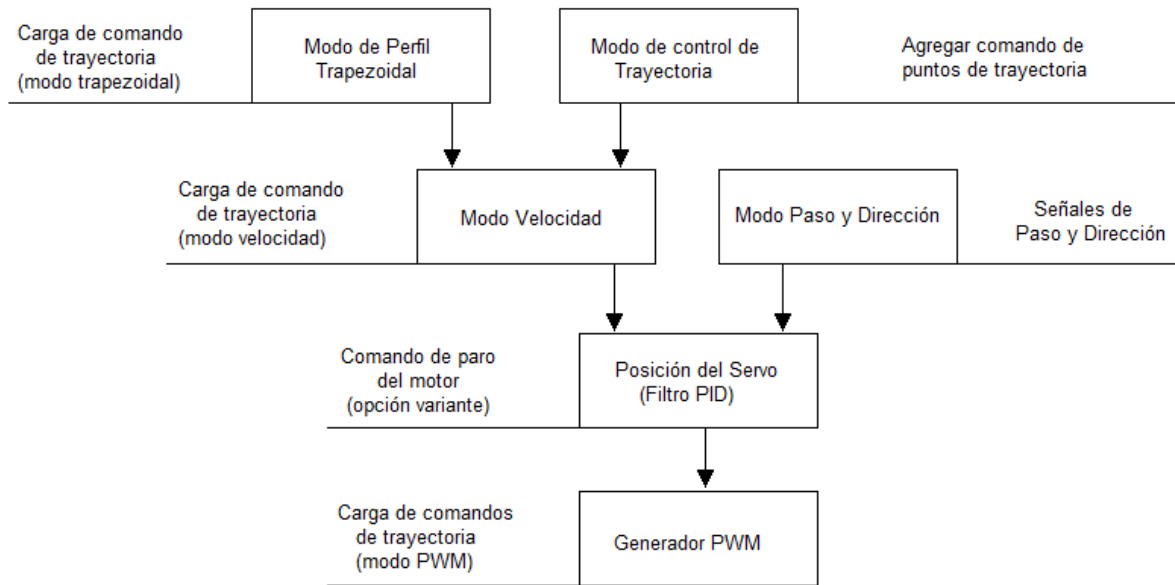 Carga de comando
de trayectoria
(modo trapezoidal)
Modo de Perfil
Trapezoidal
Modo de control de
Trayectoria
Agregar comando de
puntos de trayectoria
Carga de comando
de trayectoria
(modo velocidad)
Modo Velocidad
Modo Paso y Dirección
Señales de
Paso y Dirección
Comando de paro
del motor
(opción variante)
Posición del Servo
(Filtro PID)
Carga de comandos
de trayectoria
(modo PWM)
Generador PWM